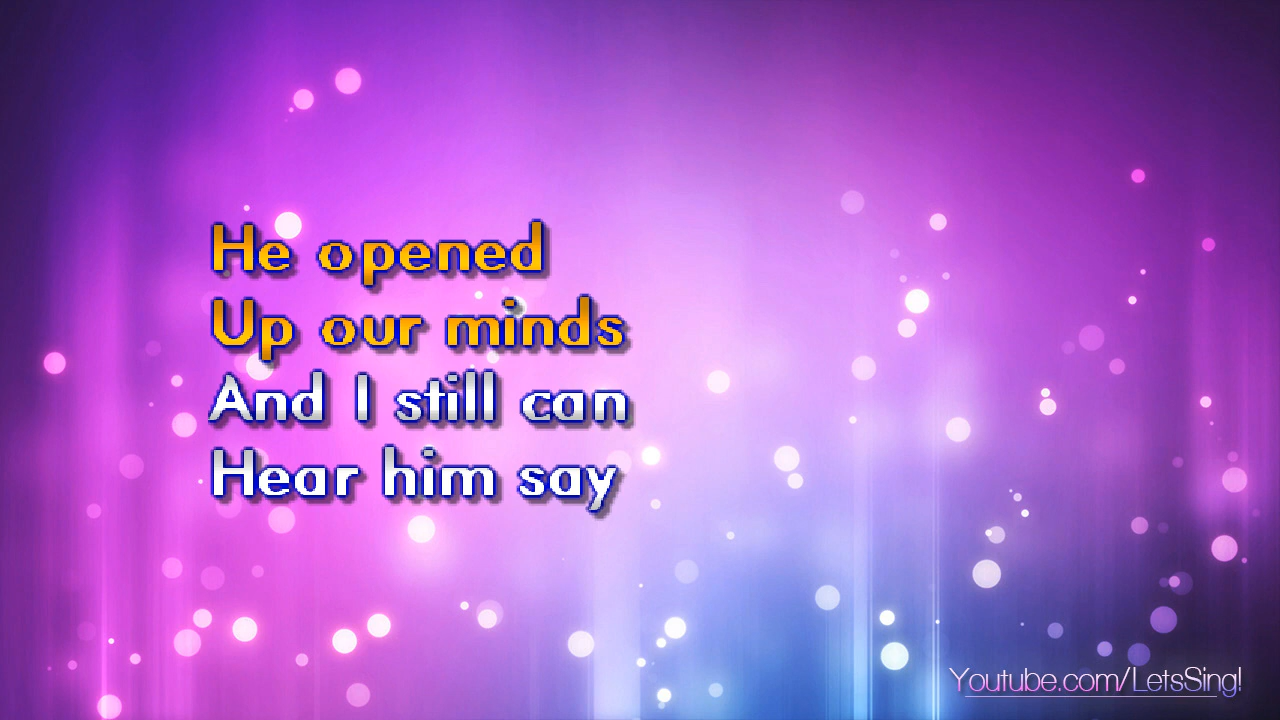 He opened
Up our minds
And I still can
Hear him say
Youtube.com/LetsSing!